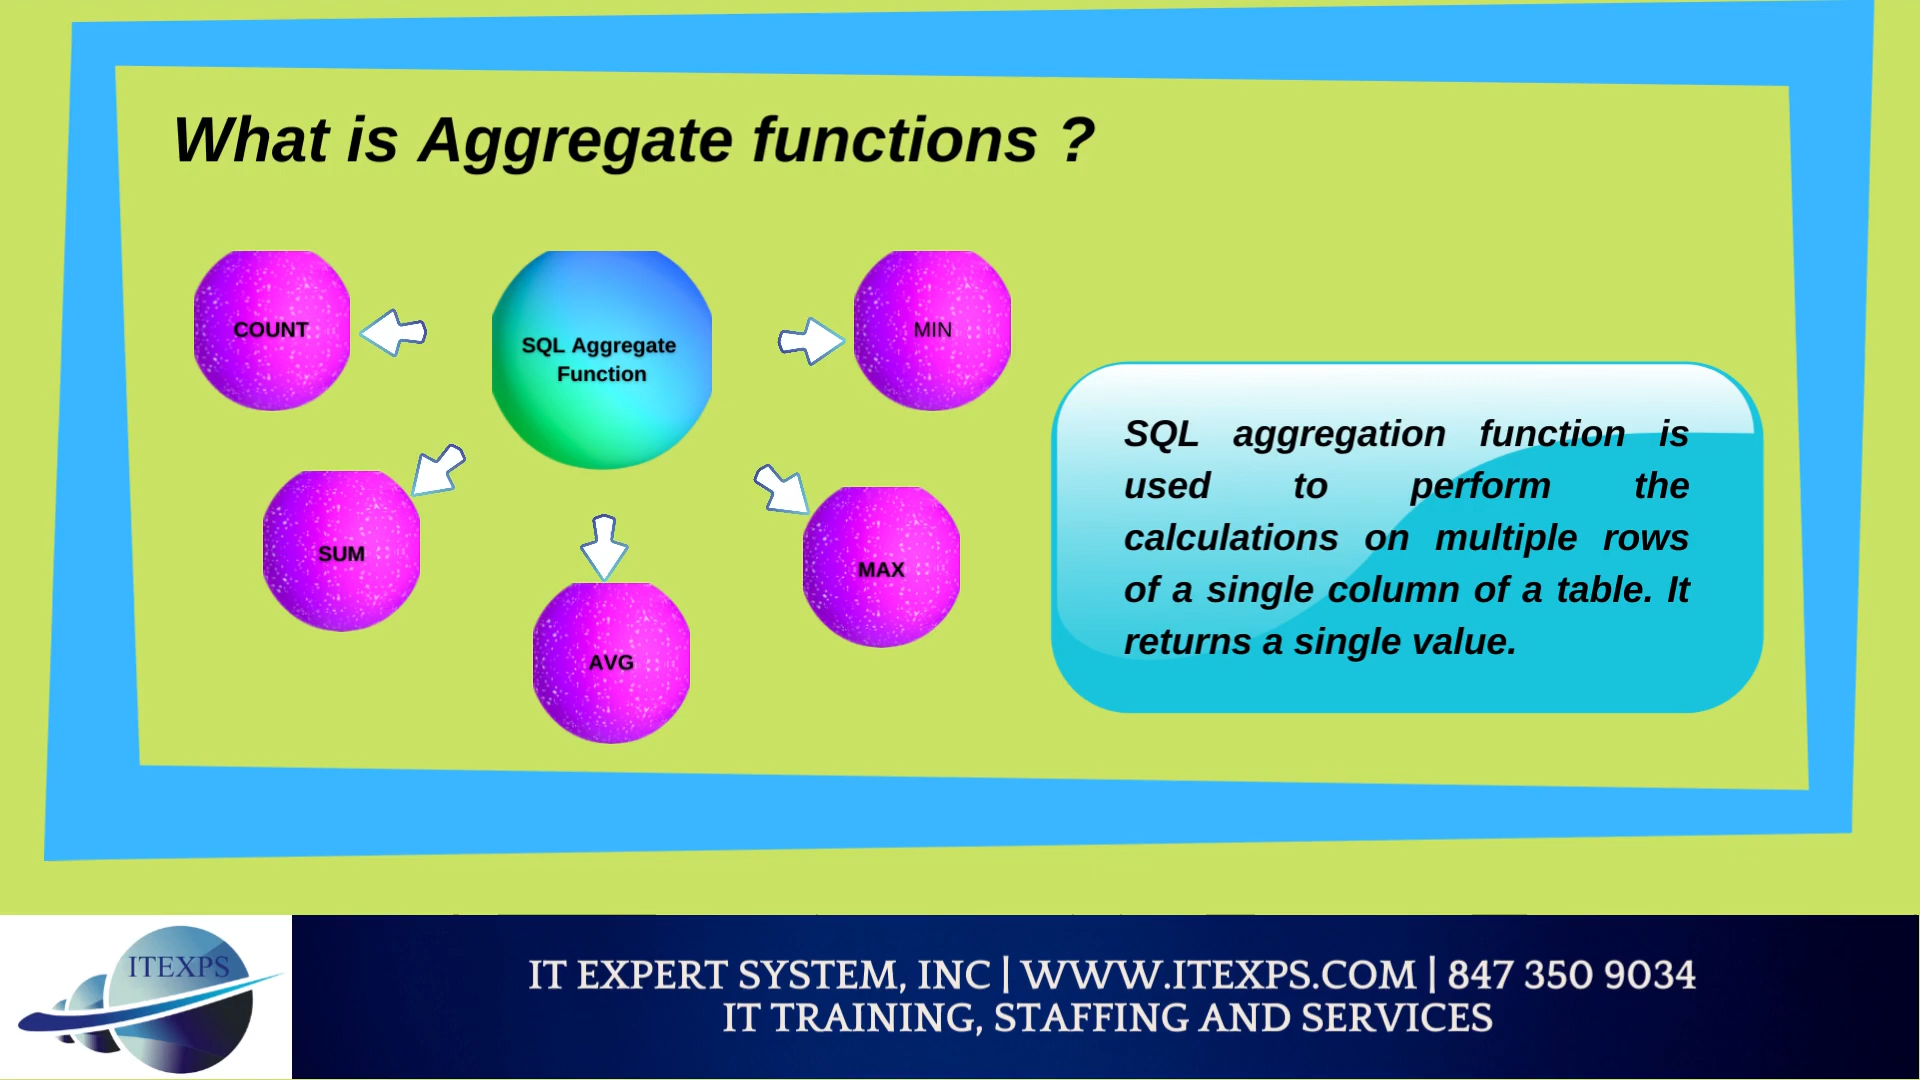 What is Aggregate functions ?
COUNT
SQL Aggregate
Function
MIN
SUM
AVG
MAX
SQL aggregation function is
used to perform the
calculations on multiple rows
of a single column of a table. It
returns a single value.
ITEXPS
IT EXPERT SYSTEM, INC | WWW.ITEXPS.COM | 847 350 9034
IT TRAINING, STAFFING AND SERVICES